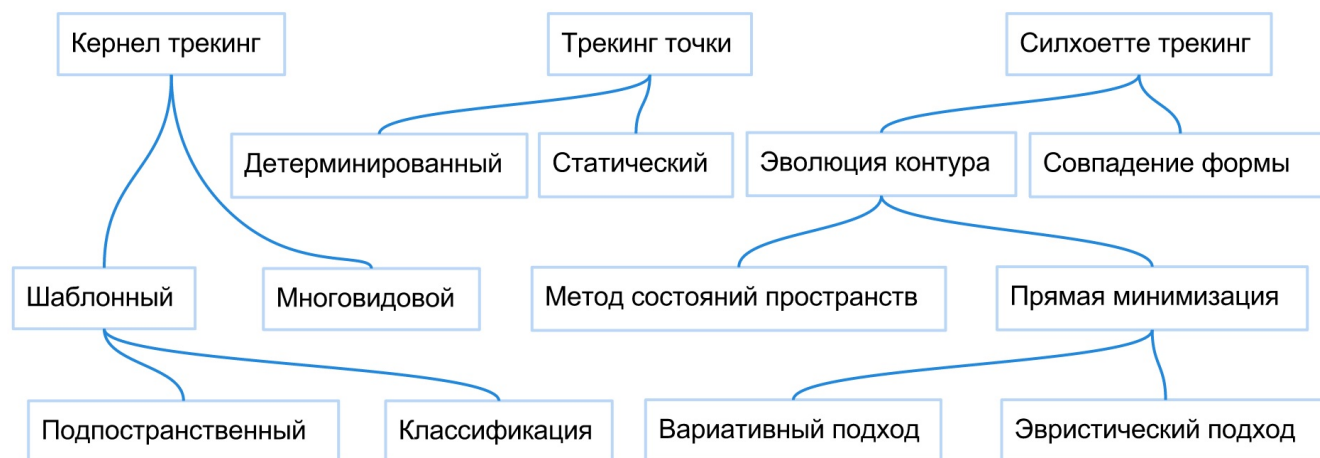 Кернел трекинг
Трекинг точки
Силхоетте трекинг
Детерминированный
Статический
Эволюция контура
Совпадение формы
Шаблонный
Многовидовой
Метод состояний пространств
Прямая минимизация
Подпостранственный
Классификация
Вариативный подход
Эвристический подход